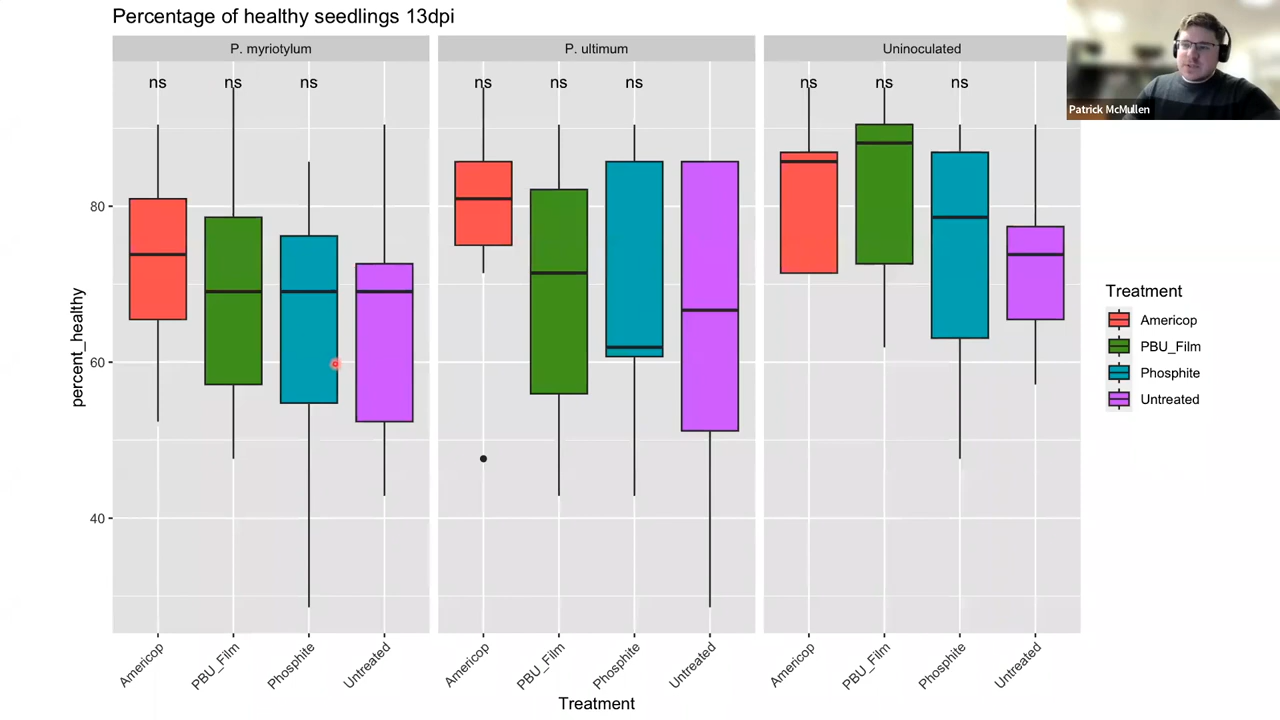 Percentage of healthy seedlings 13dpi
P. myriotylum
P. ultimum
Uninoculated
ns
ns
ns
ns
ns
ns
ns
ns
ns
80
60
40
percent_healthy
Americop
PBU_Film
Phosphite
Untreated
Americop
PBU_Film
Phosphite
Untreated
Americop
PBU_Film
Phosphite
Untreated
Treatment
Treatment
Americop
PBU_Film
Phosphite
Untreated
Patrick McMullen